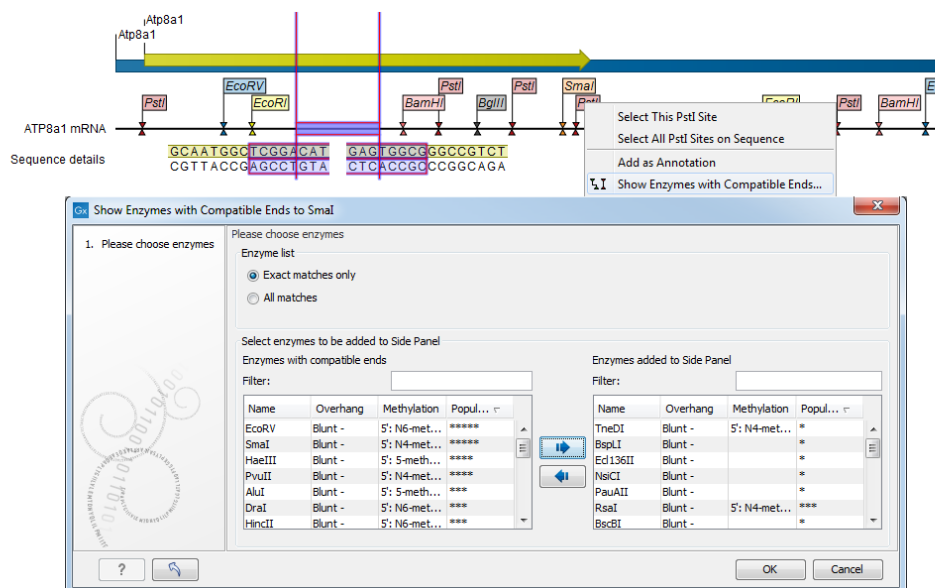 Atp8a1
Atp8a1
EcoRV SmaI
PstI EcoRI BamHI PstI BglII PstI PstI EcoRI PstI BamHI
ATP8a1 mRNA
Select This PstI Site
Select All PstI Sites on Sequence
Add as Annotation
Show Enzymes with Compatible Ends...
Sequence details
GCAATGGCTCGGACAT GAGTGGCGGGCCGTCT
CGTTACCGAGCCTGTA CTCACCGCCCGGCAGA
Gx Show Enzymes with Compatible Ends to SmaI
1. Please choose enzymes
Please choose enzymes
Enzyme list
Exact matches only
All matches
Select enzymes to be added to Side Panel
Enzymes with compatible ends Enzymes added to Side Panel
Filter: Filter:
Name Overhang Methylation Popul... Name Overhang Methylation Popul...
EcoRV Blunt - 5': N6-met... ***** TneDI Blunt - 5': N4-met... *
SmaI Blunt - 5': N4-met... ***** BspLI Blunt - *
HaeIII Blunt - 5': 5-meth... **** Ecl136II Blunt - *
PvuII Blunt - 5': N4-met... **** NsiCI Blunt - *
AluI Blunt - 5': 5-meth... *** PauAII Blunt - *
DraI Blunt - 5': N6-met... *** RsaI Blunt - 5': N4-met... ***
HincII Blunt - 5': N6-met... *** BscBI Blunt - *
? OK Cancel